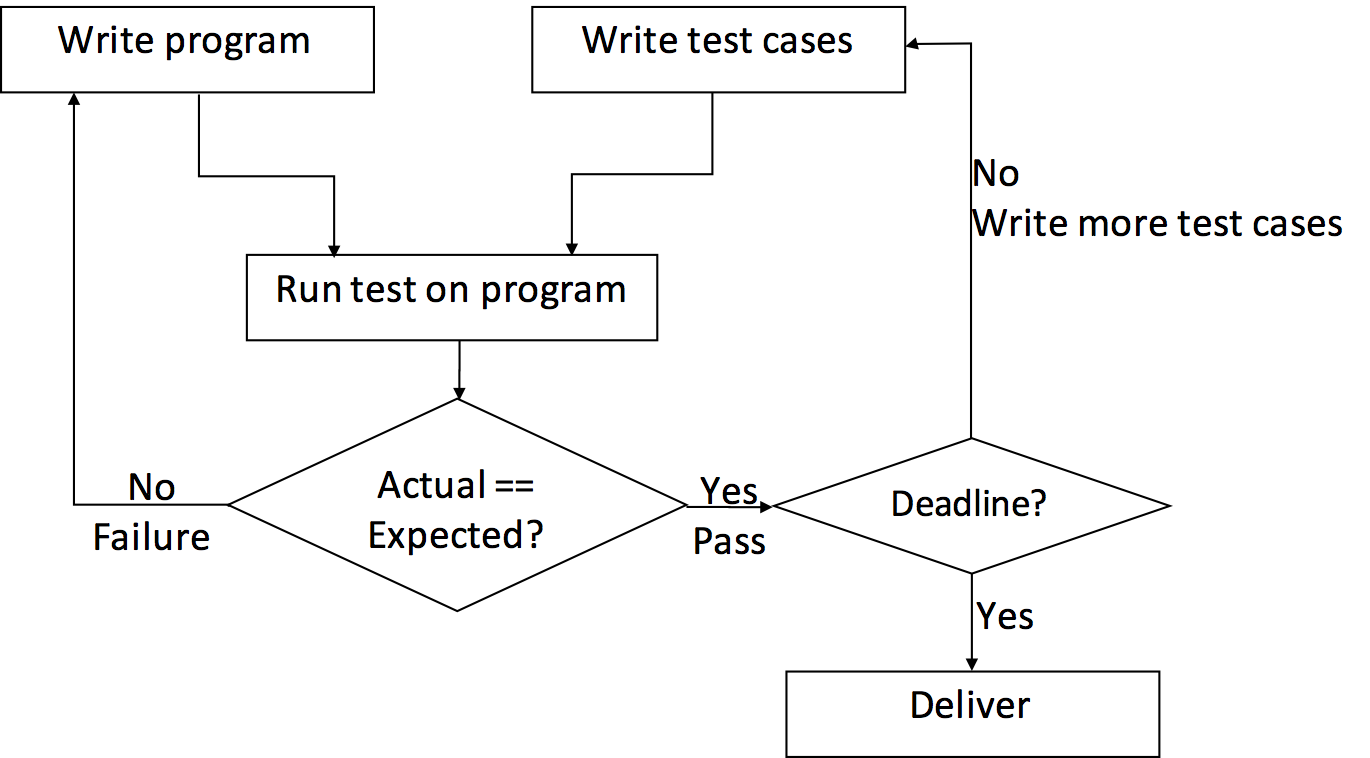 Write program
Write test cases
No
Write more test cases
Run test on program
No
Failure
Actual ==
Expected?
Yes
Pass
Deadline?
Yes
Deliver